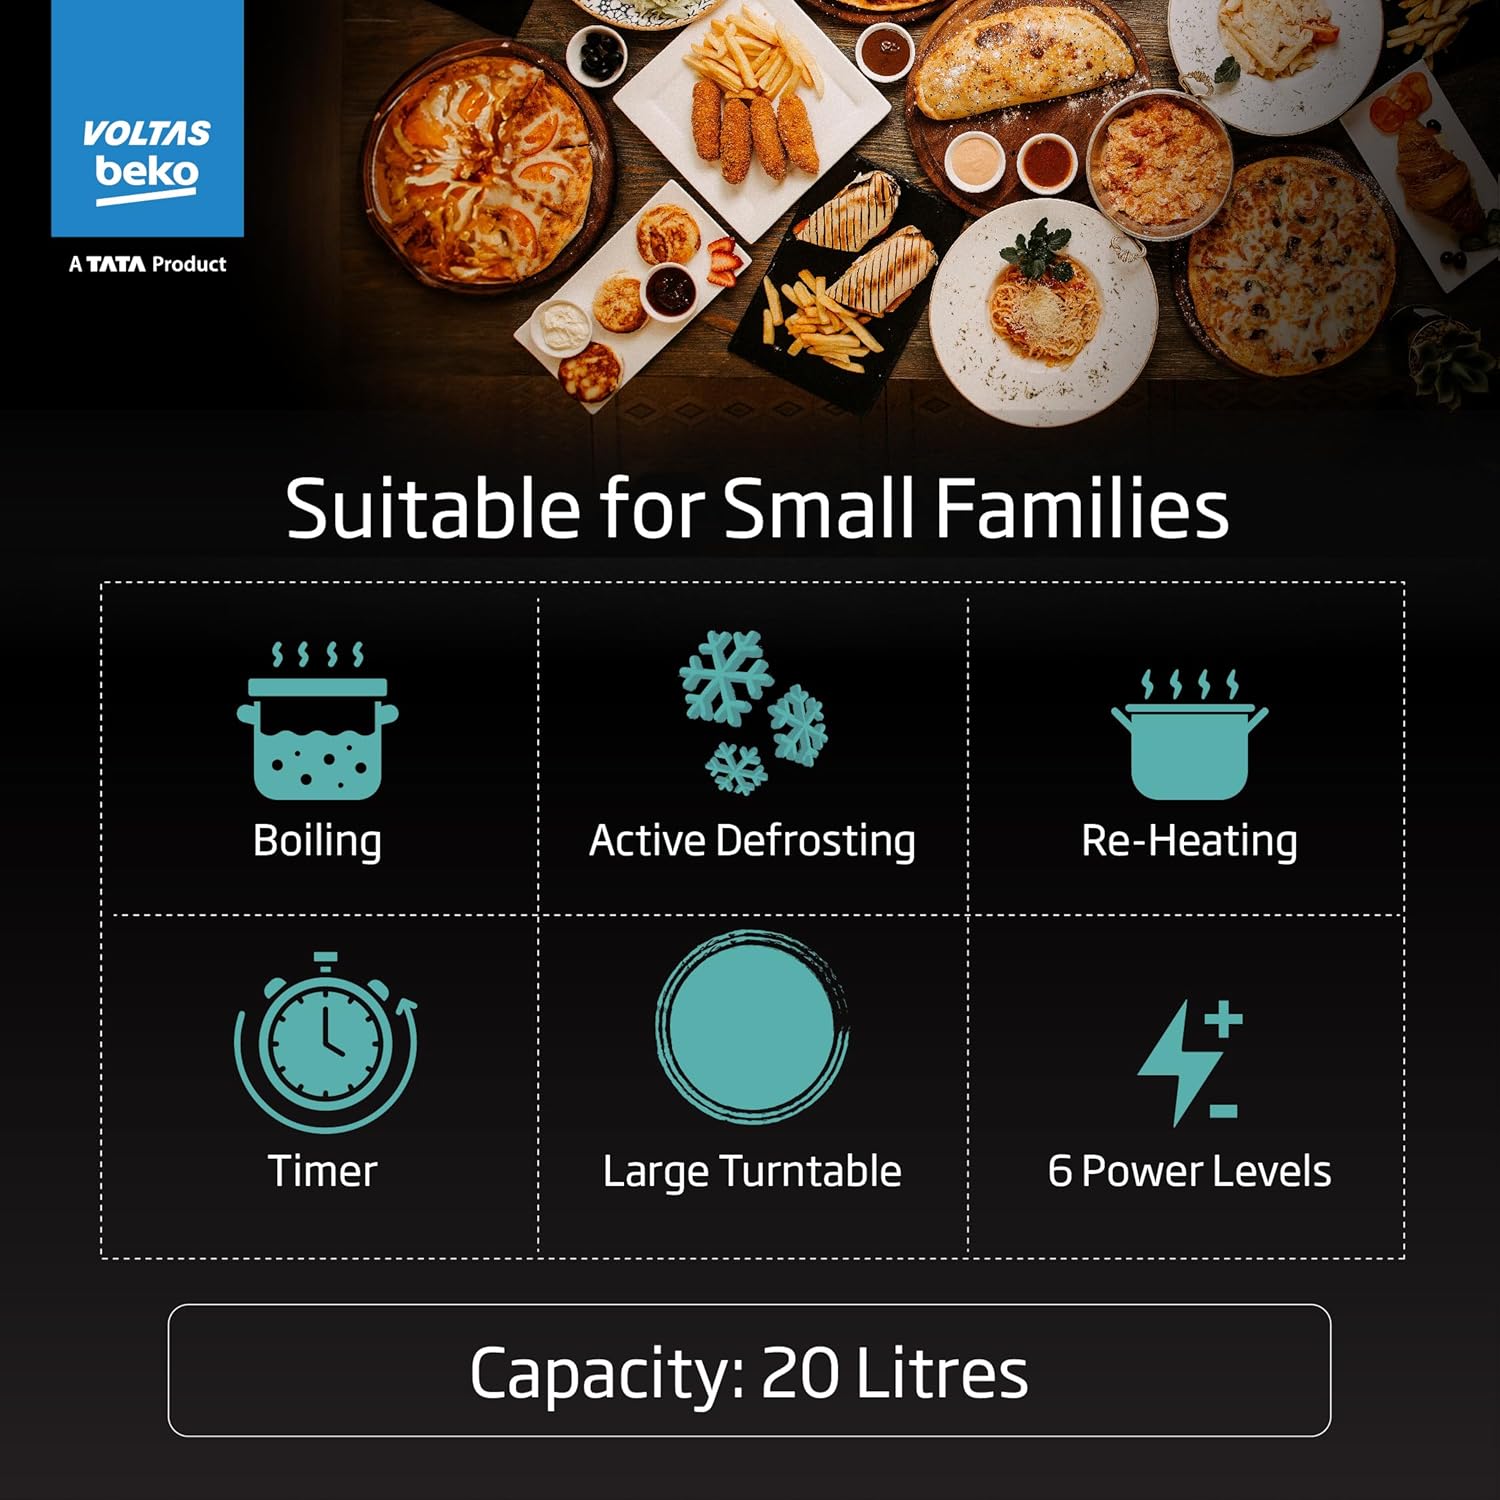 VOLTAS
beko
A TATA Product
Suitable for Small Families
Boiling
Active Defrosting
Re-Heating
Timer
Large Turntable
6 Power Levels
Capacity: 20 Litres